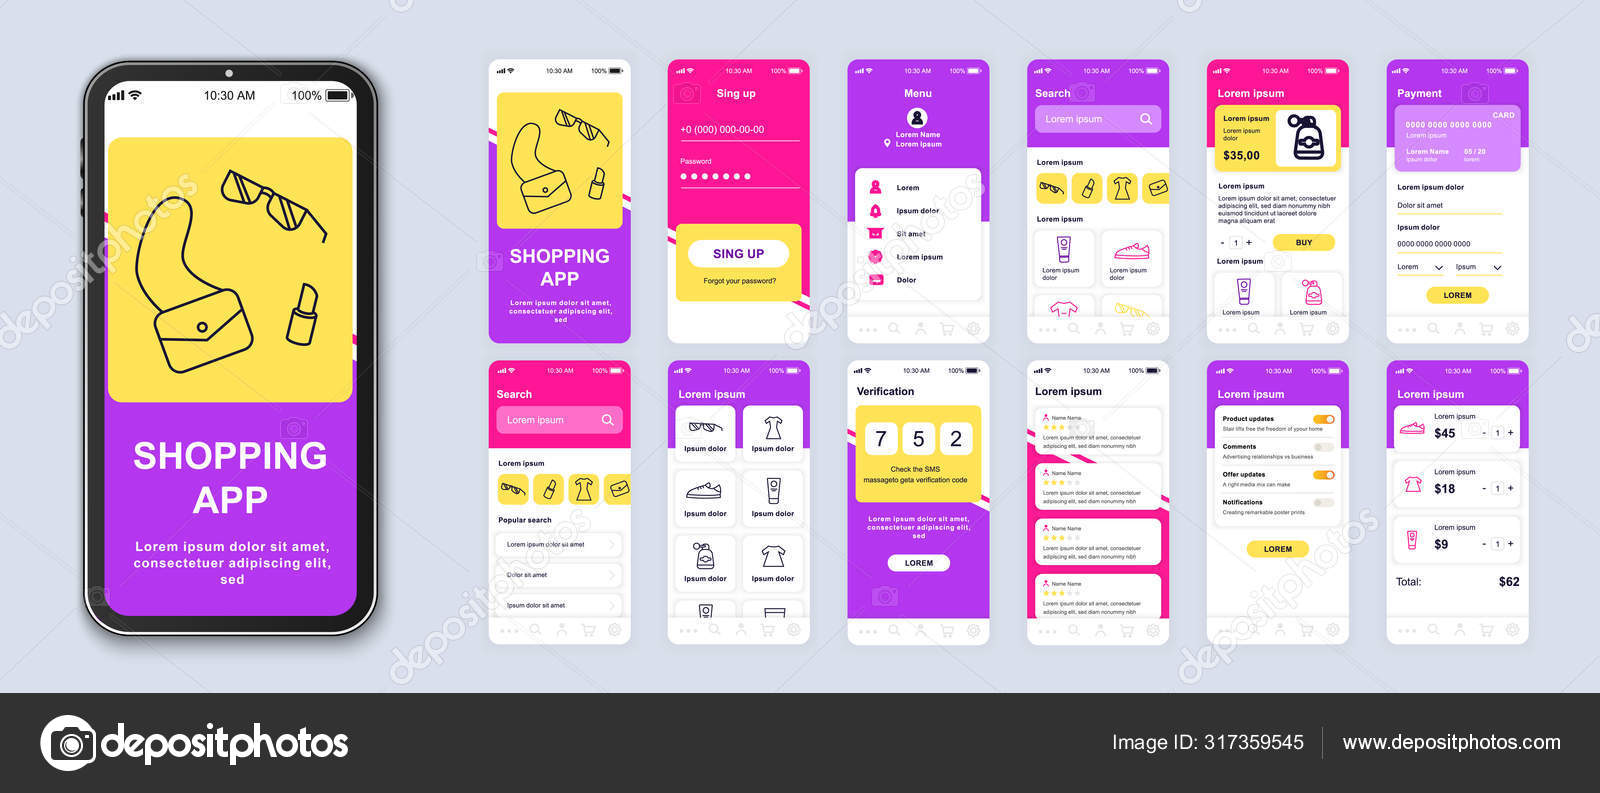 10:30 AM 100%
SHOPPING
APP
Lorem ipsum dolor sit amet,
consectetuer adipiscing elit,
sed
10:30 AM 100%
SHOPPING
APP
Lorem ipsum dolor sit amet,
consectetuer adipiscing elit,
sed
10:30 AM 100%
Sing up
+0 (000) 000-00-00
Password
SING UP
Forgot your password?
10:30 AM 100%
Menu
Lorem Name
Lorem ipsum
Lorem
Ipsum dolor
Sit amet
Lorem ipsum
Dolor
10:30 AM 100%
Search
Lorem ipsum
Lorem ipsum
Lorem ipsum
Lorem ipsum
dolor
Lorem ipsum
dolor
10:30 AM 100%
Lorem ipsum
Lorem ipsum
Lorem ipsum
dolor
$35,00
Lorem ipsum
Lorem ipsum dolor sit amet,
consectetuer adipiscing elit,
sed diam nonummy nibh
euismod tincidunt ut laoreet
dolore magna aliquam erat
- 1 +
BUY
Lorem ipsum
Lorem ipsum
Lorem ipsum
10:30 AM 100%
Payment
CARD
0000 0000 0000 0000
Lorem ipsum
Lorem Name 05 / 20
ipsum dolor lorem
Lorem ipsum dolor
Dolor sit amet
Ipsum dolor
0000 0000 0000 0000
Lorem Ipsum
LOREM
10:30 AM 100%
Search
Lorem ipsum
Lorem ipsum
Popular search
Lorem ipsum dolor sit amet
Dolor sit amet
Ipsum dolor sit amet
10:30 AM 100%
Lorem ipsum
Ipsum dolor Ipsum dolor
Ipsum dolor Ipsum dolor
Ipsum dolor Ipsum dolor
10:30 AM 100%
Verification
7 5 2
Check the SMS
massageto geta verification code
Lorem ipsum dolor sit amet,
consectetuer adipiscing elit,
sed
LOREM
10:30 AM 100%
Lorem ipsum
Name Name
Lorem ipsum dolor sit amet, consectetuer
adipiscing elit, sed diam nonummy nibh
Name Name
Lorem ipsum dolor sit amet, consectetuer
adipiscing elit, sed diam nonummy nibh
Name Name
Lorem ipsum dolor sit amet, consectetuer
adipiscing elit, sed diam nonummy nibh
Name Name
Lorem ipsum dolor sit amet, consectetuer
adipiscing elit, sed diam nonummy nibh
10:30 AM 100%
Lorem ipsum
Product updates
Stair lifts free the freedom of yyour home
Comments
Advertising relationships vs business
Offer updates
A right media mix can make
Notifications
Creating remarkable poster prints
LOREM
10:30 AM 100%
Lorem ipsum
Lorem ipsum
$45 - 1 +
Lorem ipsum
$18 - 1 +
Lorem ipsum
$9 - 1 +
Total: $62
depositphotos
Image ID: 317359545
www.depositphotos.com